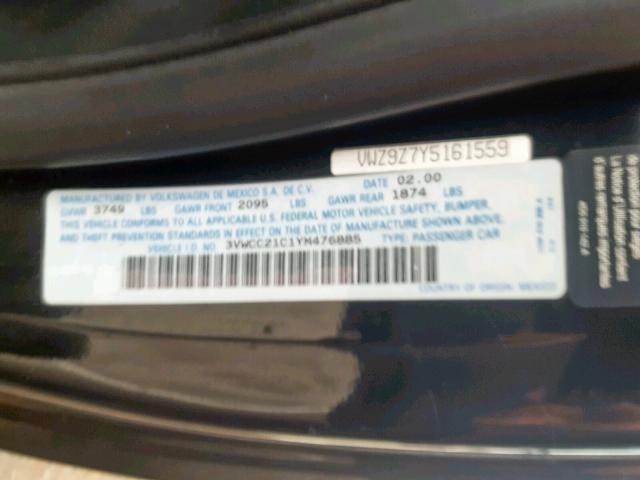 VWZ9Z7Y5161559
MANUFACTURED BY VOLKSWAGEN DE MEXICO S.A. DE C.V. DATE 02.00
GVWR 3749 LBS GAWR FRONT 2095 LBS GAWR REAR 1874 LBS
THIS VEHICLE CONFORMS TO ALL APPLICABLE U.S. FEDERAL MOTOR VEHICLE SAFETY, BUMPER,
AND THEFT PREVENTION STANDARDS IN EFFECT ON THE DATE OF MANUFACTURE SHOWN ABOVE.
VEHICLE I.D. NO. 3VWCC21C1YM476885 TYPE: PASSENGER CAR
COUNTRY OF ORIGIN: MEXICO